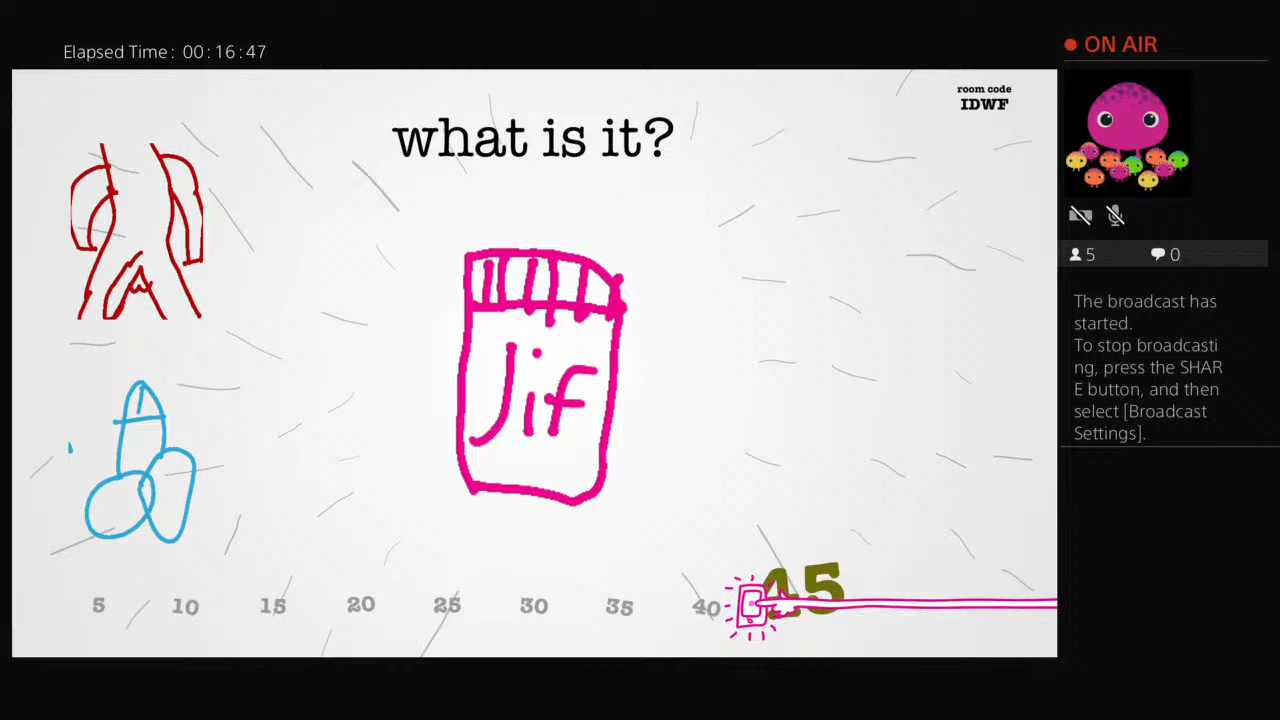 Elapsed Time: 00:16:47
ON AIR
room code
IDWF
what is it?
Jif
5
0
The broadcast has
started.
To stop broadcasti
ng, press the SHAR
E button, and then
select [Broadcast
Settings].
5 10 15 20 25 30 35 40 45